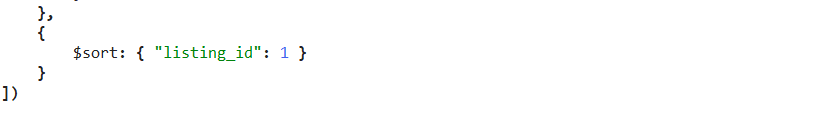 },
{
$sort: { "listing_id": 1 }
}
])